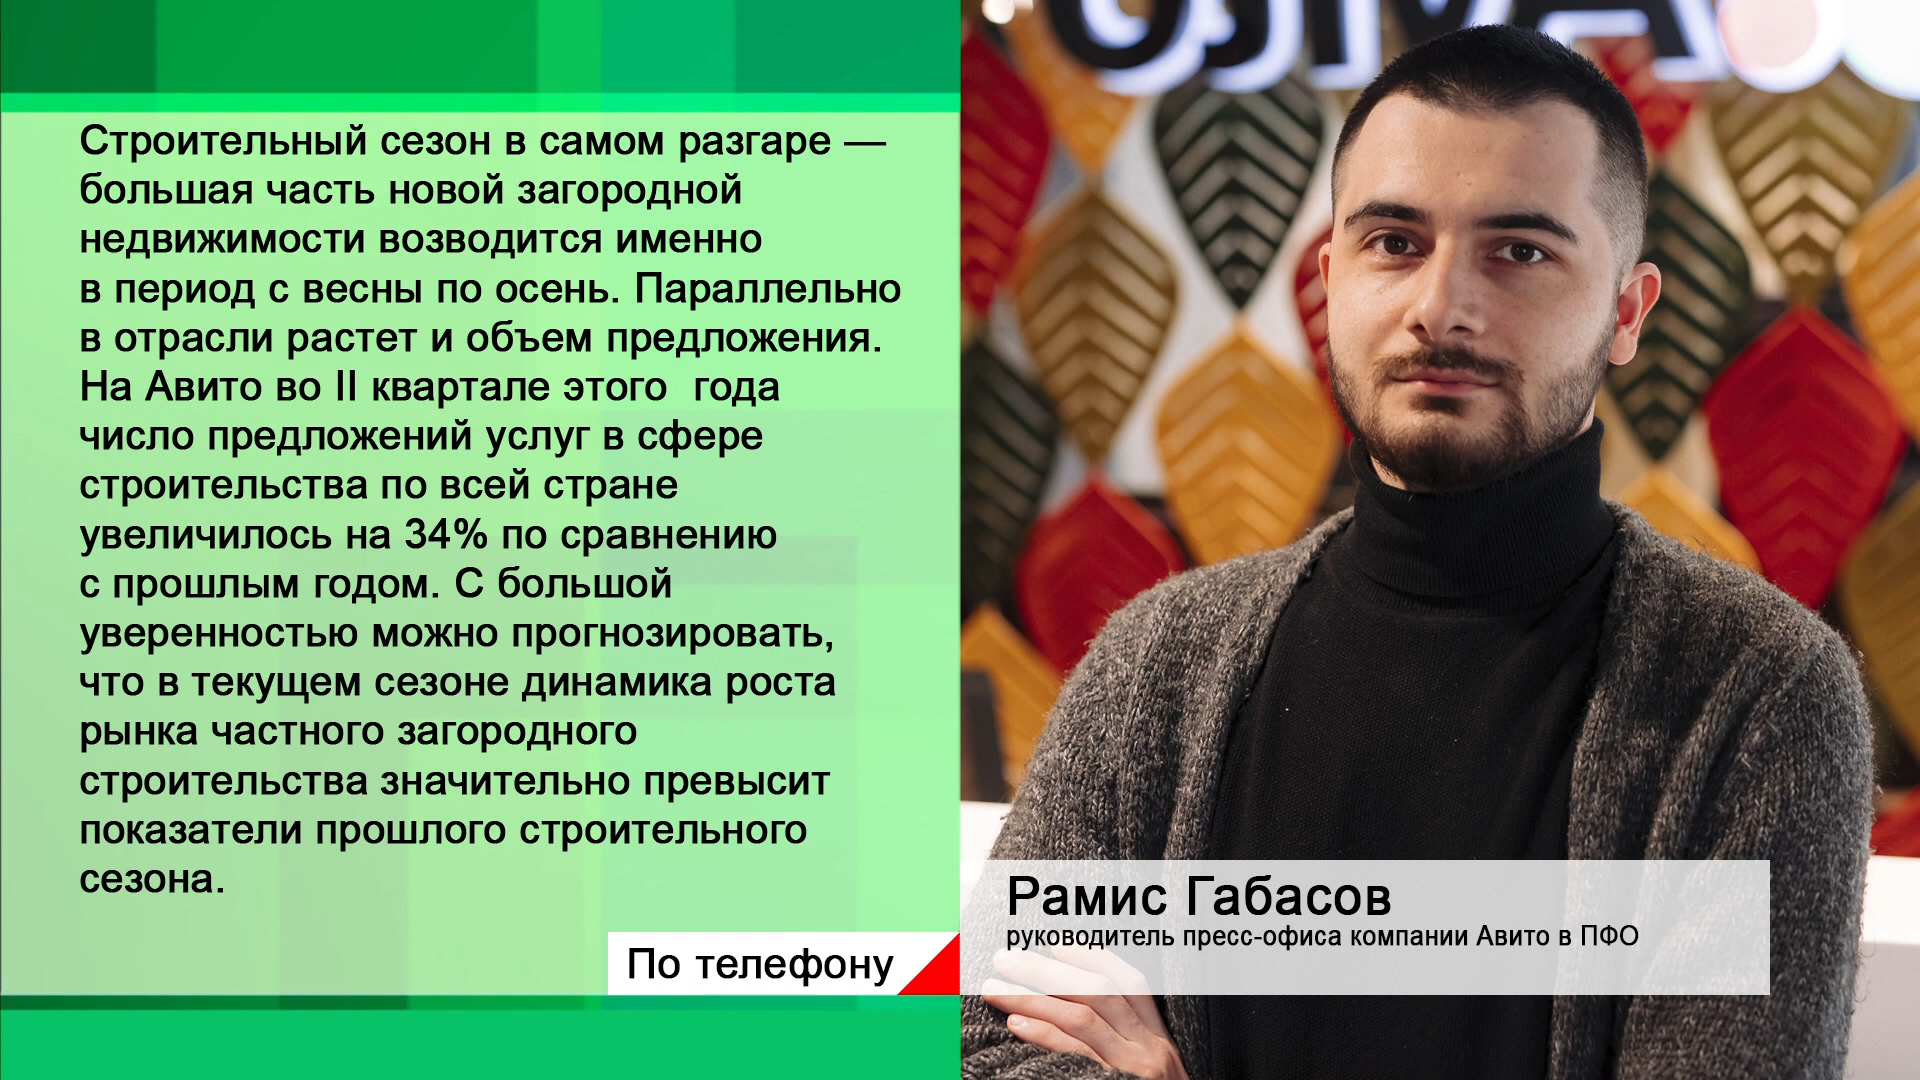 Строительный сезон в самом разгаре —
большая часть новой загородной
недвижимости возводится именно
в период с весны по осень. Параллельно
в отрасли растет и объем предложения.
На Авито во II квартале этого  года
число предложений услуг в сфере
строительства по всей стране
увеличилось на 34% по сравнению
с прошлым годом. С большой
уверенностью можно прогнозировать,
что в текущем сезоне динамика роста
рынка частного загородного
строительства значительно превысит
показатели прошлого строительного
сезона.
По телефону
Рамис Габасов
руководитель пресс-офиса компании Авито в ПФО